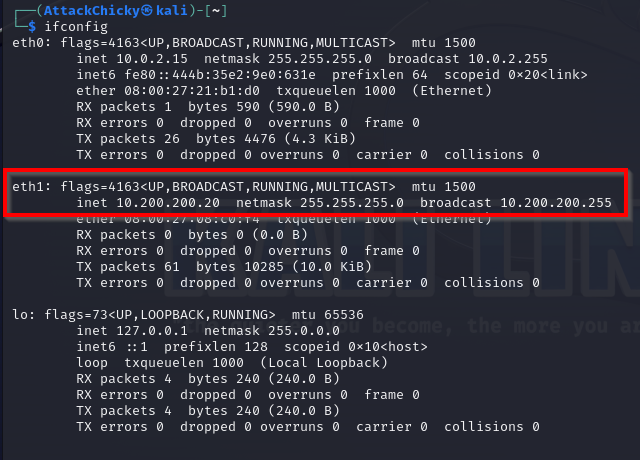 ┌──(AttackChicky㉿kali)-[~]
└─$ ifconfig
eth0: flags=4163<UP,BROADCAST,RUNNING,MULTICAST>  mtu 1500
        inet 10.0.2.15  netmask 255.255.255.0  broadcast 10.0.2.255
        inet6 fe80::444b:35e2:9e0:631e  prefixlen 64  scopeid 0×20<link>
        ether 08:00:27:21:b1:d0  txqueuelen 1000  (Ethernet)
        RX packets 1  bytes 590 (590.0 B)
        RX errors 0  dropped 0  overruns 0  frame 0
        TX packets 26  bytes 4476 (4.3 KiB)
        TX errors 0  dropped 0 overruns 0  carrier 0  collisions 0
eth1: flags=4163<UP,BROADCAST,RUNNING,MULTICAST>  mtu 1500
        inet 10.200.200.20  netmask 255.255.255.0  broadcast 10.200.200.255
        ether 08:00:27:08:c0:f4  txqueuelen 1000  (Ethernet)
        RX packets 0  bytes 0 (0.0 B)
        RX errors 0  dropped 0  overruns 0  frame 0
        TX packets 61  bytes 10285 (10.0 KiB)
        TX errors 0  dropped 0 overruns 0  carrier 0  collisions 0
lo: flags=73<UP,LOOPBACK,RUNNING>  mtu 65536
        inet 127.0.0.1  netmask 255.0.0.0
        inet6 ::1  prefixlen 128  scopeid 0×10<host>
        loop  txqueuelen 1000  (Local Loopback)
        RX packets 4  bytes 240 (240.0 B)
        RX errors 0  dropped 0  overruns 0  frame 0
        TX packets 4  bytes 240 (240.0 B)
        TX errors 0  dropped 0 overruns 0  carrier 0  collisions 0